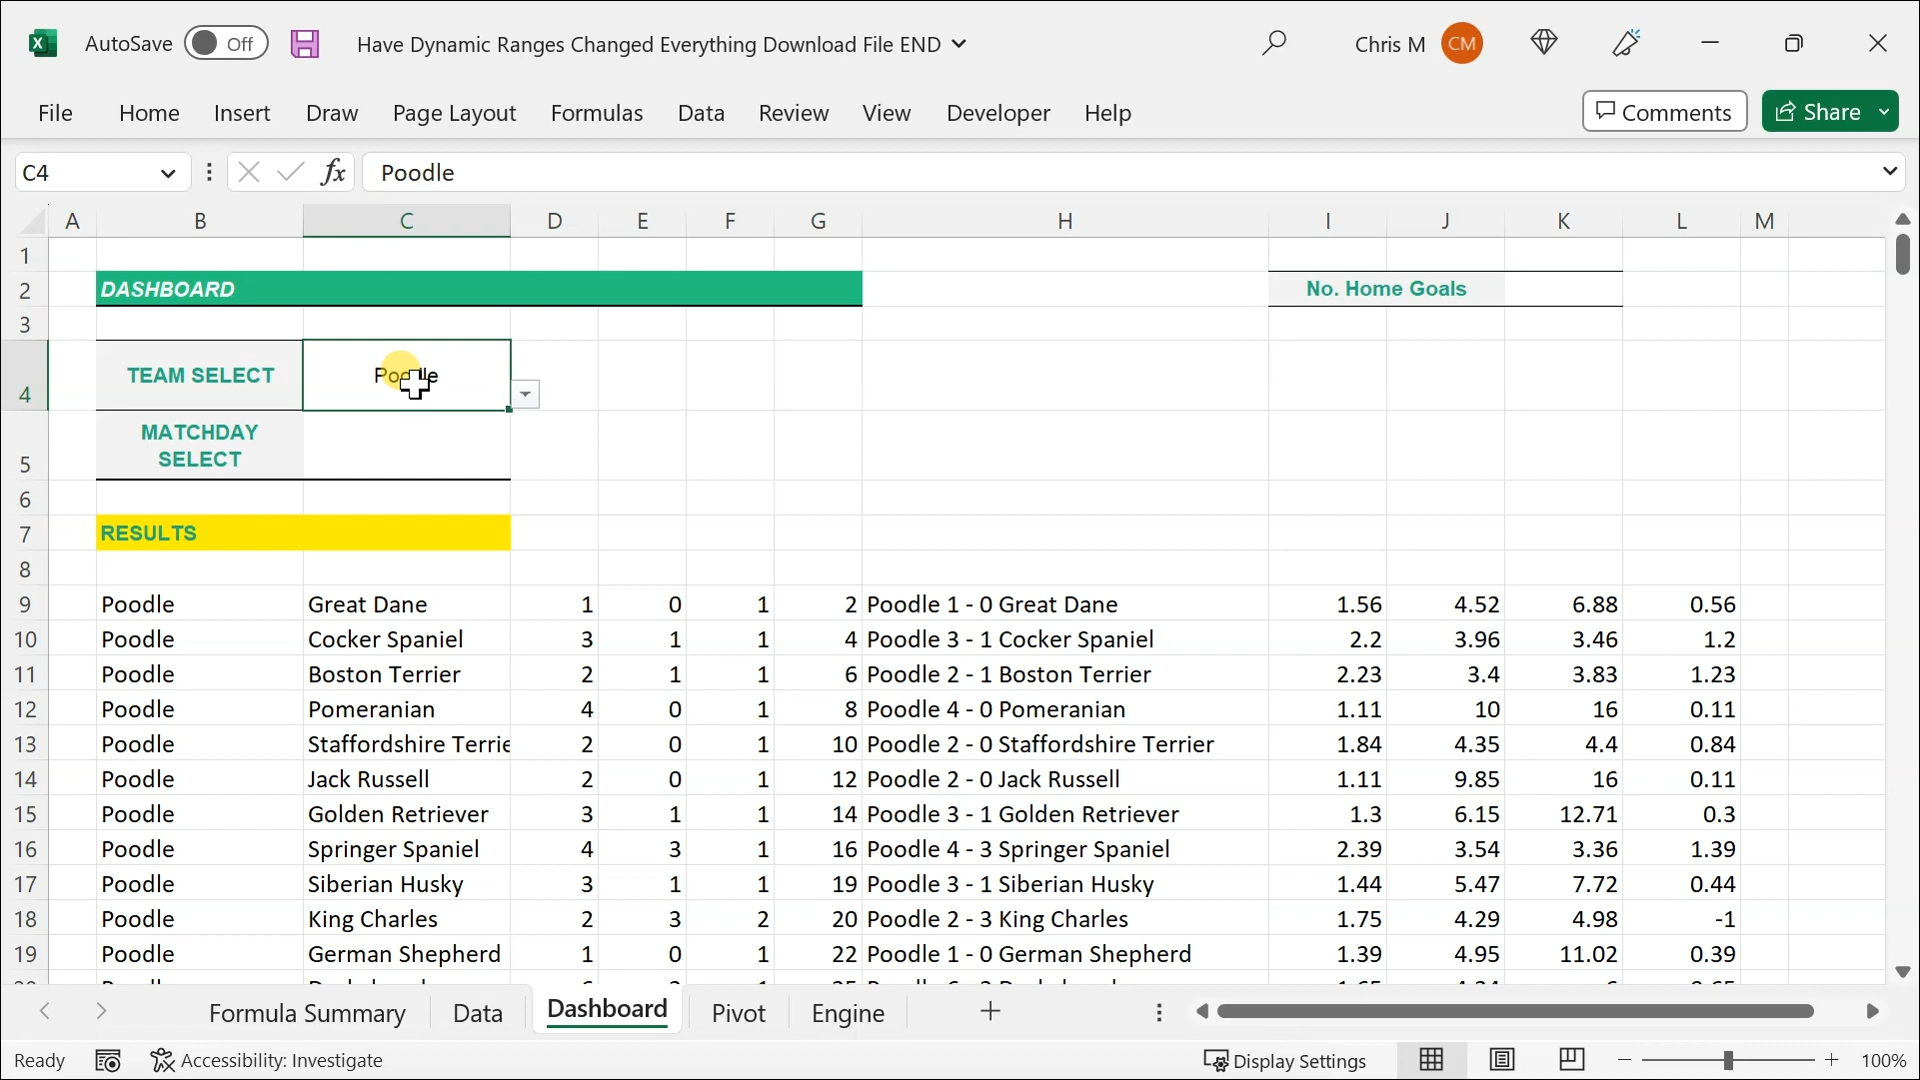 AutoSave Off Have Dynamic Ranges Changed Everything Download File END Chris M CM
File Home Insert Draw Page Layout Formulas Data Review View Developer Help Comments Share
C4 fx Poodle
A B C D E F G H I J K L M
1
2 DASHBOARD No. Home Goals
3
4 TEAM SELECT Poodle
5 MATCHDAY
SELECT
6
7 RESULTS
8
9 Poodle Great Dane 1 0 1 2 Poodle 1 - 0 Great Dane 1.56 4.52 6.88 0.56
10 Poodle Cocker Spaniel 3 1 1 4 Poodle 3 - 1 Cocker Spaniel 2.2 3.96 3.46 1.2
11 Poodle Boston Terrier 2 1 1 6 Poodle 2 - 1 Boston Terrier 2.23 3.4 3.83 1.23
12 Poodle Pomeranian 4 0 1 8 Poodle 4 - 0 Pomeranian 1.11 10 16 0.11
13 Poodle Staffordshire Terrie 2 0 1 10 Poodle 2 - 0 Staffordshire Terrier 1.84 4.35 4.4 0.84
14 Poodle Jack Russell 2 0 1 12 Poodle 2 - 0 Jack Russell 1.11 9.85 16 0.11
15 Poodle Golden Retriever 3 1 1 14 Poodle 3 - 1 Golden Retriever 1.3 6.15 12.71 0.3
16 Poodle Springer Spaniel 4 3 1 16 Poodle 4 - 3 Springer Spaniel 2.39 3.54 3.36 1.39
17 Poodle Siberian Husky 3 1 1 19 Poodle 3 - 1 Siberian Husky 1.44 5.47 7.72 0.44
18 Poodle King Charles 2 3 2 20 Poodle 2 - 3 King Charles 1.75 4.29 4.98 -1
19 Poodle German Shepherd 1 0 1 22 Poodle 1 - 0 German Shepherd 1.39 4.95 11.02 0.39
Formula Summary Data Dashboard Pivot Engine
Ready Accessibility: Investigate Display Settings 100%